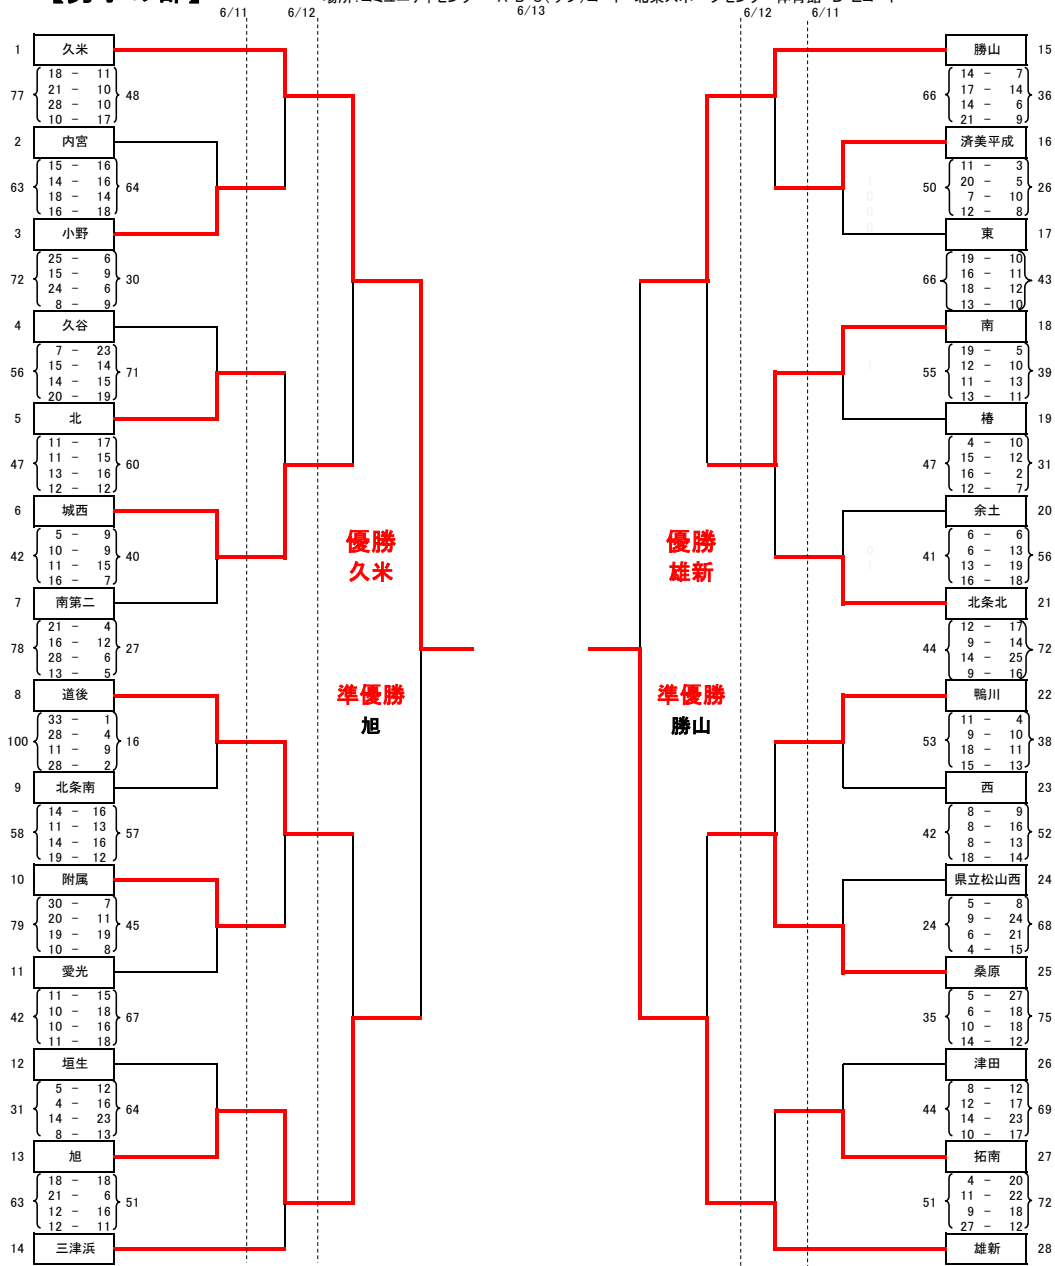 6/11
6/12
6/13
6/12
6/11
1 久米
77 48
18 - 11
21 - 10
28 - 10
10 - 17
2 内宮
63 64
15 - 16
14 - 16
18 - 14
16 - 18
3 小野
72 30
25 - 6
15 - 9
24 - 6
8 - 9
4 久谷
56 71
7 - 23
15 - 14
14 - 15
20 - 19
5 北
47 60
11 - 17
11 - 15
13 - 16
12 - 12
6 城西
42 40
5 - 9
10 - 9
11 - 15
16 - 7
7 南第二
78 27
21 - 4
16 - 12
28 - 6
13 - 5
8 道後
100 16
33 - 1
28 - 4
11 - 9
28 - 2
9 北条南
58 57
14 - 16
11 - 13
14 - 16
19 - 12
10 附属
79 45
30 - 7
20 - 11
19 - 19
10 - 8
11 愛光
42 67
11 - 15
10 - 18
10 - 16
11 - 18
12 垣生
31 64
5 - 12
4 - 16
14 - 23
8 - 13
13 旭
63 51
18 - 18
21 - 6
12 - 16
12 - 11
14 三津浜
優勝
久米
準優勝
旭
優勝
雄新
準優勝
勝山
勝山 15
66 36
14 - 7
17 - 14
14 - 6
21 - 9
済美平成 16
50 26
11 - 3
20 - 5
7 - 10
12 - 8
東 17
66 43
19 - 10
16 - 11
18 - 12
13 - 10
南 18
55 39
19 - 5
12 - 10
11 - 13
13 - 11
椿 19
47 31
4 - 10
15 - 12
16 - 2
12 - 7
余土 20
41 56
6 - 6
6 - 13
13 - 19
16 - 18
北条北 21
44 72
12 - 17
9 - 14
14 - 25
9 - 16
鴨川 22
53 38
11 - 4
9 - 10
18 - 11
15 - 13
西 23
42 52
8 - 9
8 - 16
8 - 13
18 - 14
県立松山西 24
24 68
5 - 8
9 - 24
6 - 21
4 - 15
桑原 25
35 75
5 - 27
6 - 18
10 - 18
14 - 12
津田 26
44 69
8 - 12
12 - 17
14 - 23
10 - 17
拓南 27
51 72
4 - 20
11 - 22
9 - 18
27 - 12
雄新 28